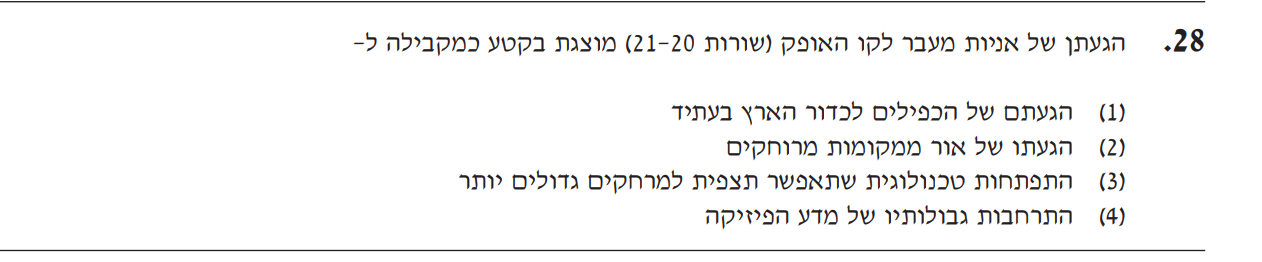 28. הגעתן של אניות מעבר לקו האופק (שורות 20-21) מוצגת בקטע כמקבילה ל-
(1) הגעתם של הכפילים לכדור הארץ בעתיד
(2) הגעתו של אור ממקומות מרוחקים
(3) התפתחות טכנולוגית שתאפשר תצפית למרחקים גדולים יותר
(4) התרחבות גבולותיו של מדע הפיזיקה